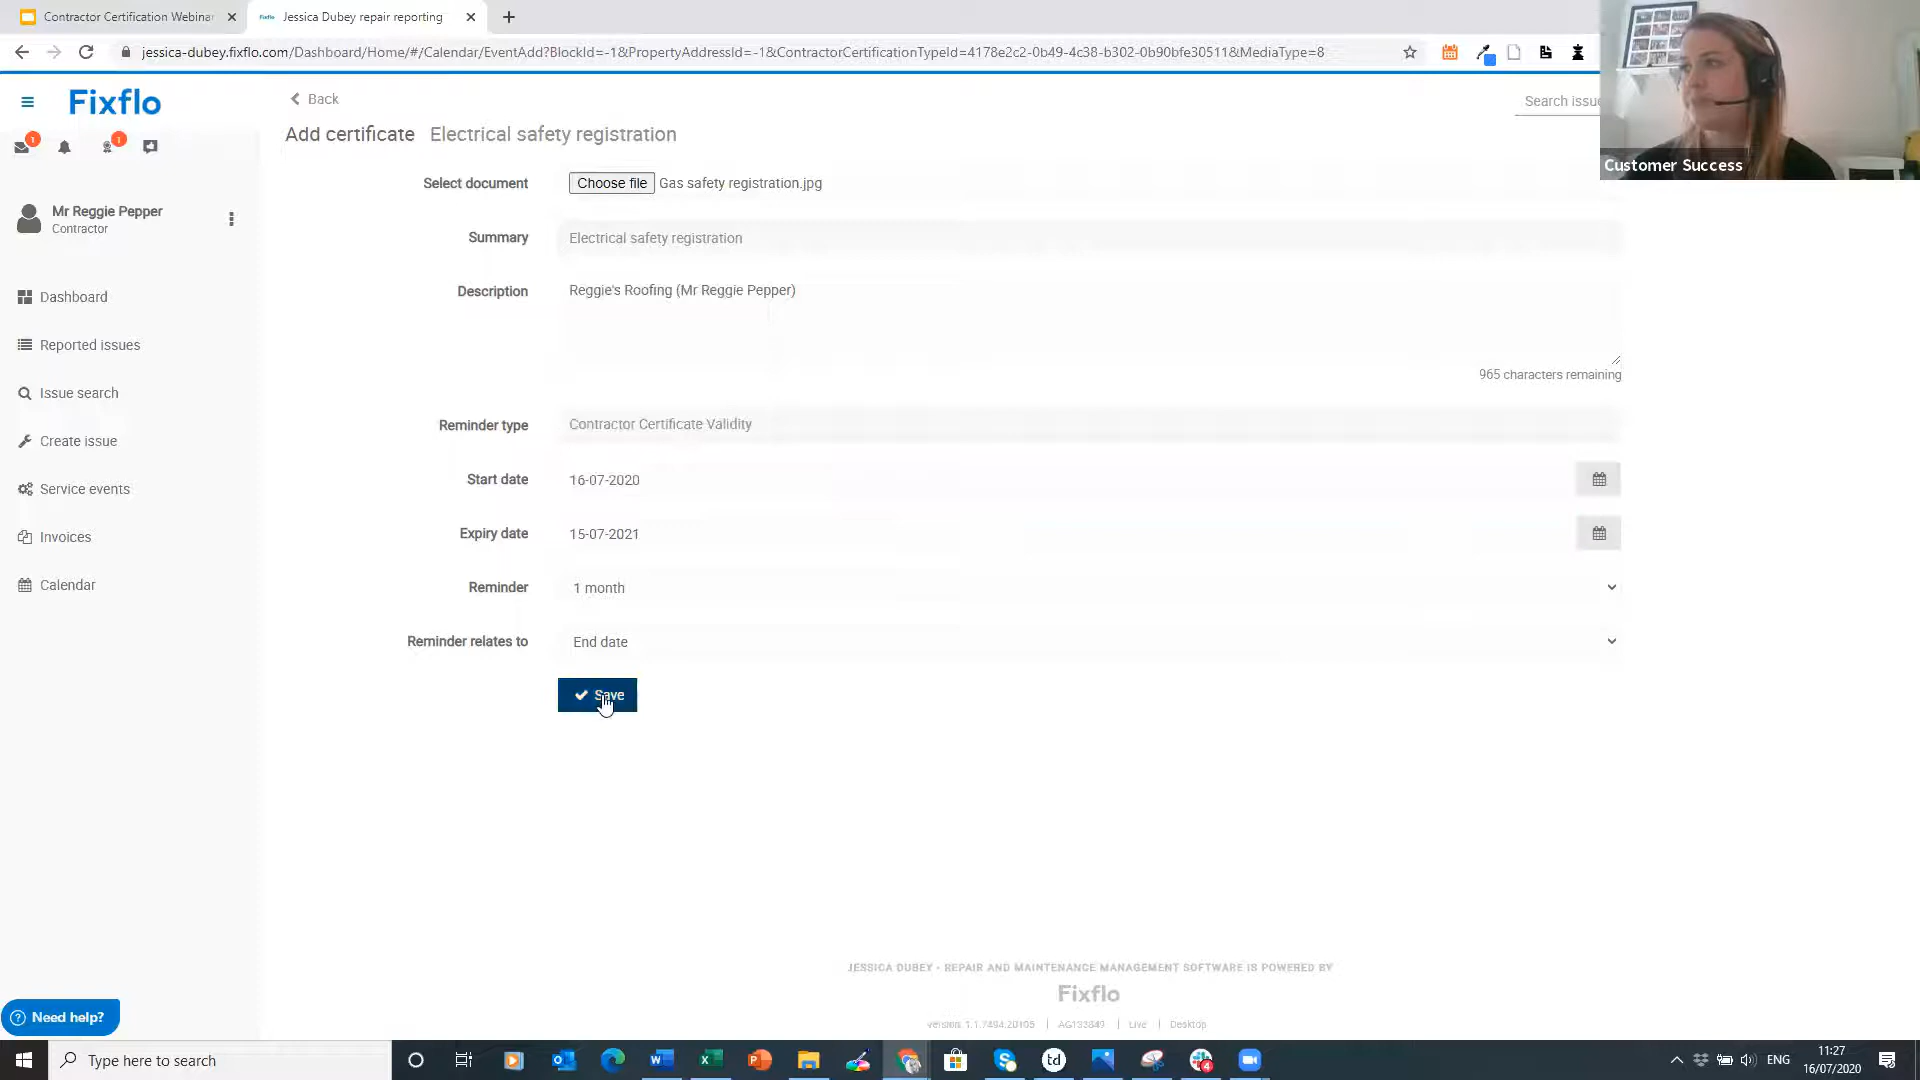 Contractor Certification Webinar
Jessica Dubey repair reporting
jessica-dubey.fixflo.com/Dashboard/Home/#/Calendar/EventAdd?BlockId=-1&PropertyAddressId=-1&ContractorCertificationTypeId=4178e2c2-0b49-4c38-b302-0b90bfe30511&MediaType=8
Fixflo
Back
Search issue
Add certificate Electrical safety registration
Customer Success
1
1
Select document Choose file Gas safety registration.jpg
Mr Reggie Pepper
Contractor
Summary Electrical safety registration
Description Reggie's Roofing (Mr Reggie Pepper)
965 characters remaining
Dashboard
Reported issues
Issue search
Create issue
Service events
Invoices
Calendar
Reminder type Contractor Certificate Validity
Start date 16-07-2020
Expiry date 15-07-2021
Reminder 1 month
Reminder relates to End date
Save
JESSICA DUBEY - REPAIR AND MAINTENANCE MANAGEMENT SOFTWARE IS POWERED BY
Fixflo
version: 1.1.7494.20105 | AG133849 | Live | Desktop
Need help?
Type here to search
td
4
ENG
11:27
16/07/2020